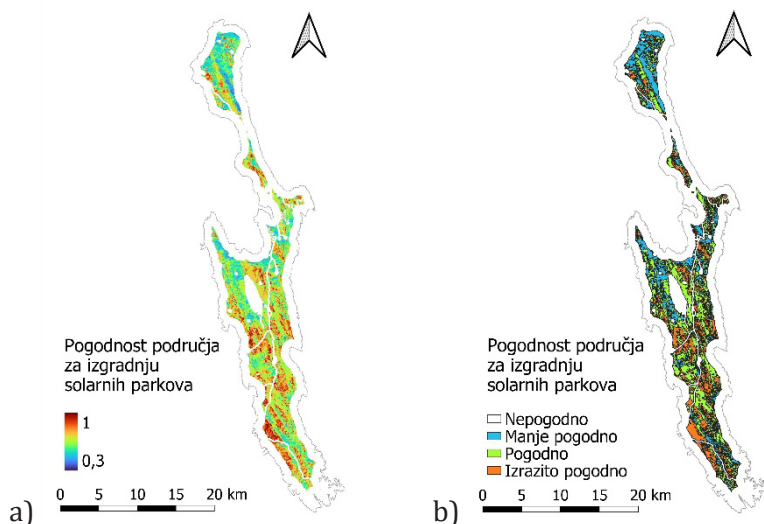 Pogodnost područja
za izgradnju
solarnih parkova
1
0,3
0 5 10 15 20 km
a)
Pogodnost područja
za izgradnju
solarnih parkova
Nepogodno
Manje pogodno
Pogodno
Izrazito pogodno
0 5 10 15 20 km
b)